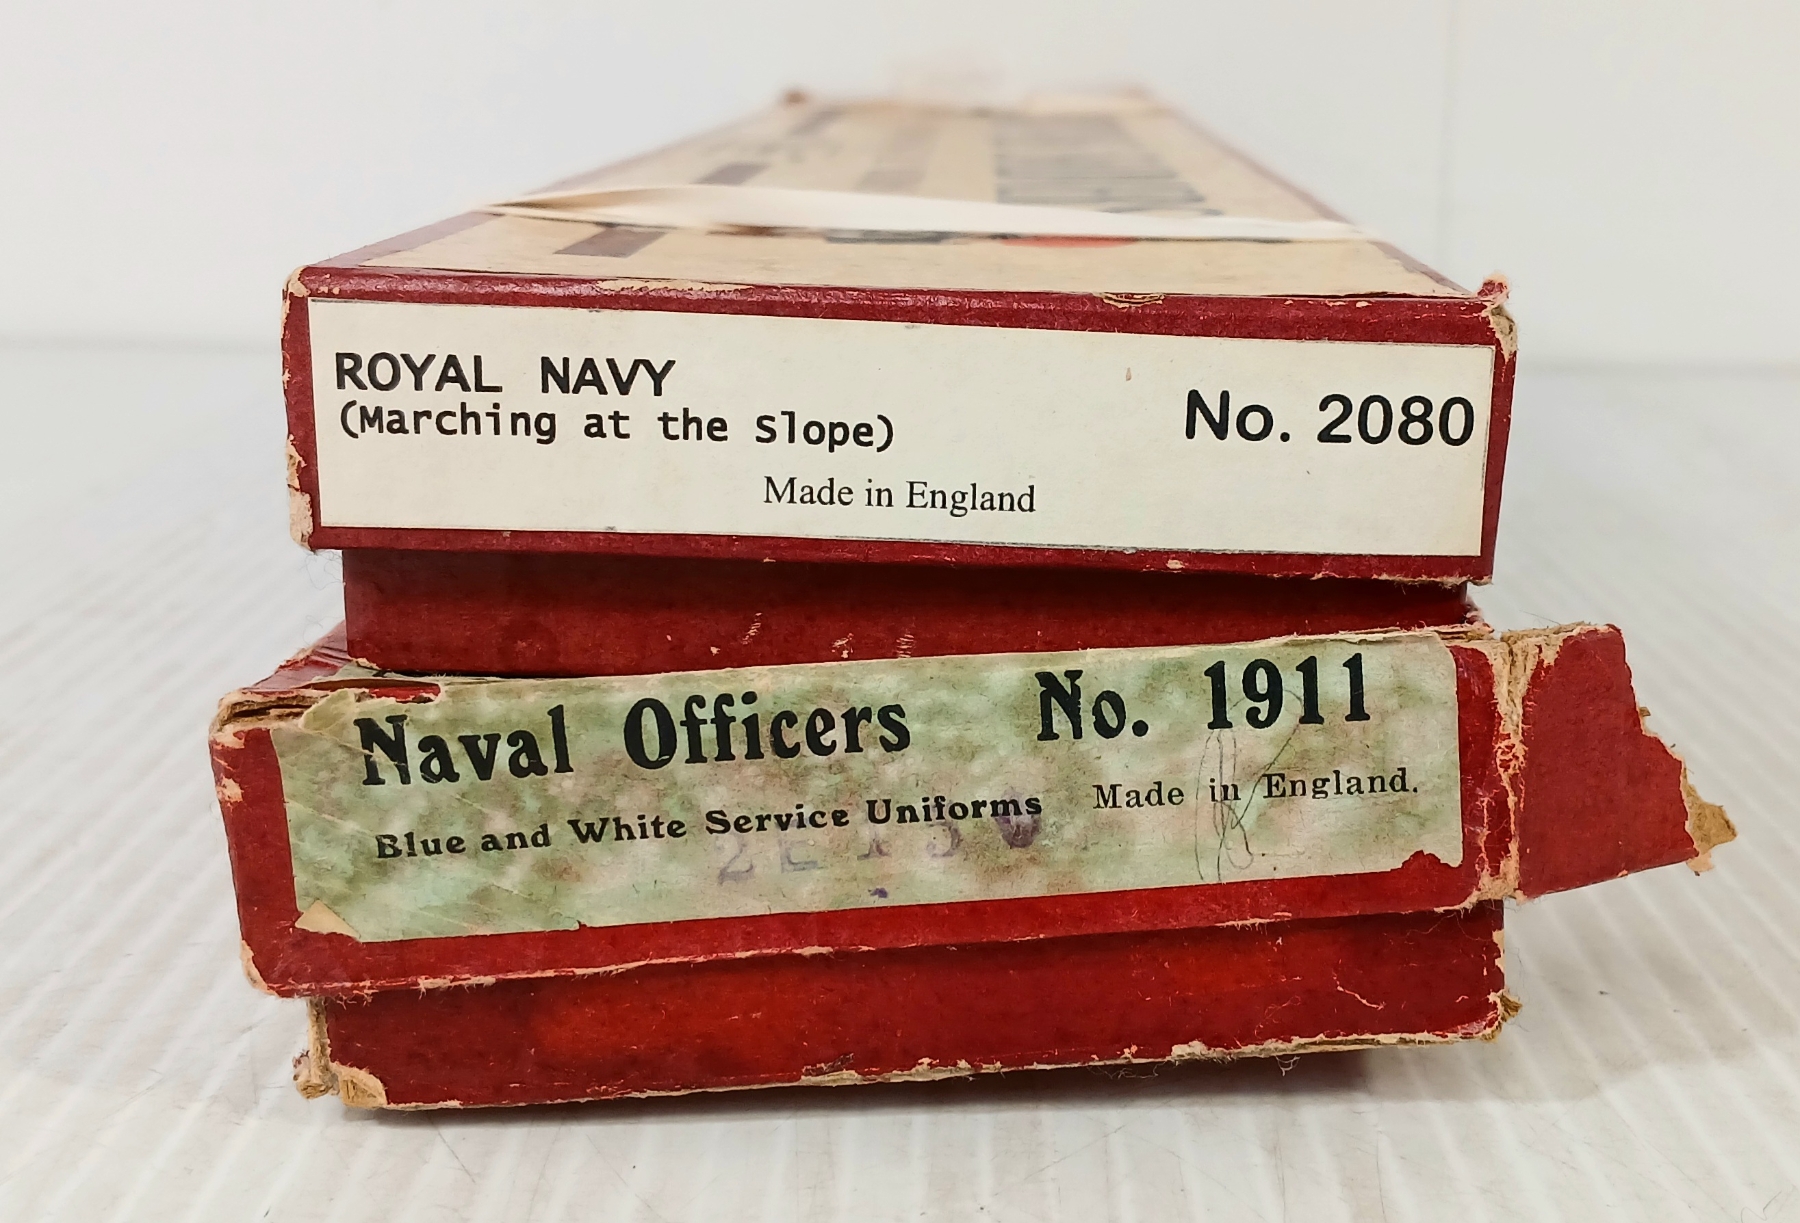 ROYAL NAVY
(Marching at the Slope)
No. 2080
Made in England
Naval Officers No. 1911
Blue and White Service Uniforms Made in England.